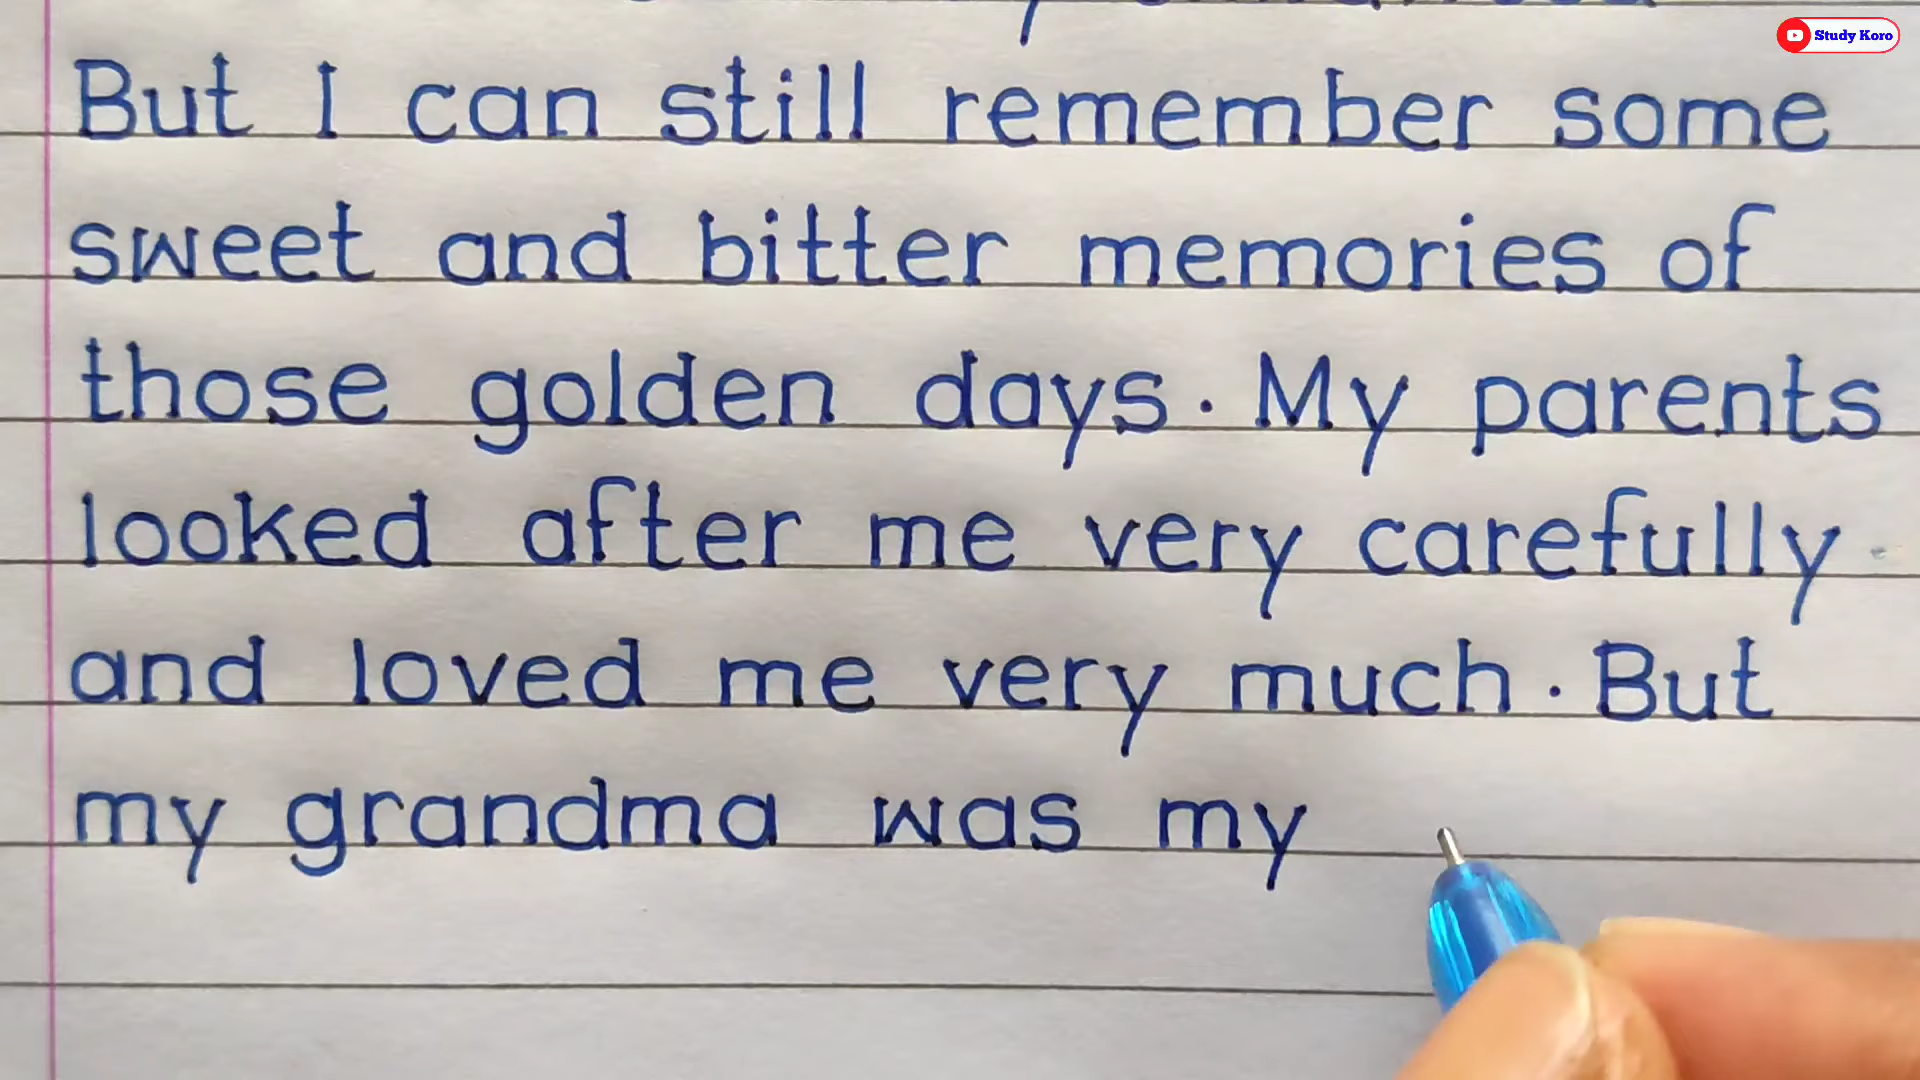 Study Koro
But I can still remember some
sweet and bitter memories of
those golden days. My parents
looked after me very carefully
and loved me very much. But
my grandma was my